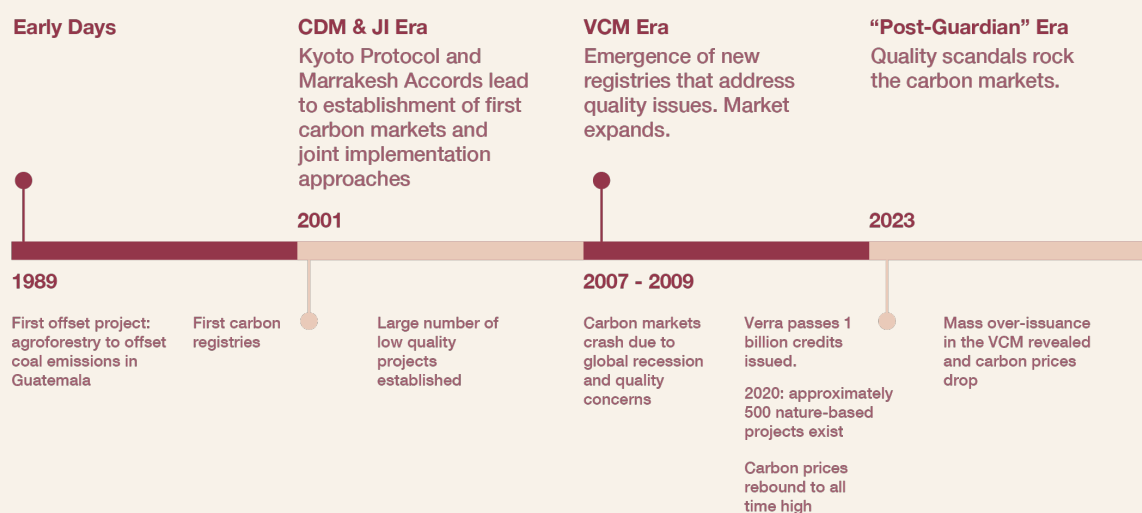 Early Days
CDM & JI Era
Kyoto Protocol and
Marrakesh Accords lead
to establishment of first
carbon markets and
joint implementation
approaches
VCM Era
Emergence of new
registries that address
quality issues. Market
expands.
“Post-Guardian” Era
Quality scandals rock
the carbon markets.
2001
2023
1989
2007 - 2009
First offset project:
agroforestry to offset
coal emissions in
Guatemala
First carbon
registries
Large number of
low quality
projects
established
Carbon markets
crash due to
global recession
and quality
concerns
Verra passes 1
billion credits
issued.
2020: approximately
500 nature-based
projects exist
Carbon prices
rebound to all
time high
Mass over-issuance
in the VCM revealed
and carbon prices
drop